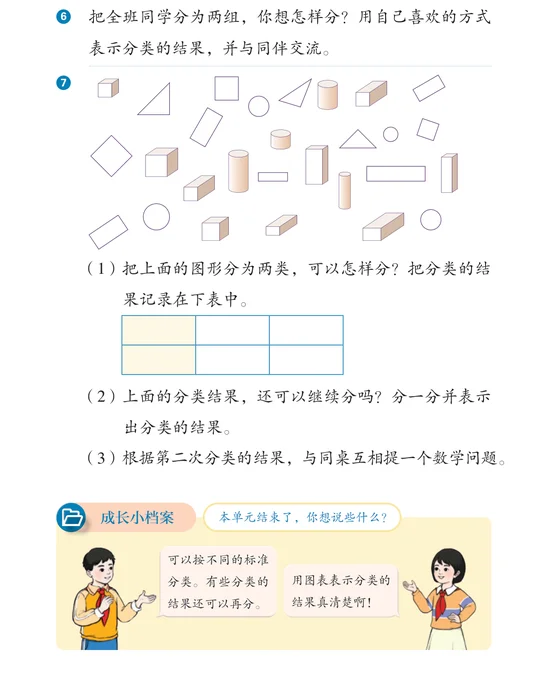 6 把全班同学分为两组，你想怎样分？用自己喜欢的方式
表示分类的结果，并与同伴交流。
7
（1）把上面的图形分为两类，可以怎样分？把分类的结
果记录在下表中。
（2）上面的分类结果，还可以继续分吗？分一分并表示
出分类的结果。
（3）根据第二次分类的结果，与同桌互相提一个数学问题。
成长小档案
本单元结束了，你想说些什么？
可以按不同的标准
分类。有些分类的
结果还可以再分。
用图表表示分类的
结果真清楚啊！